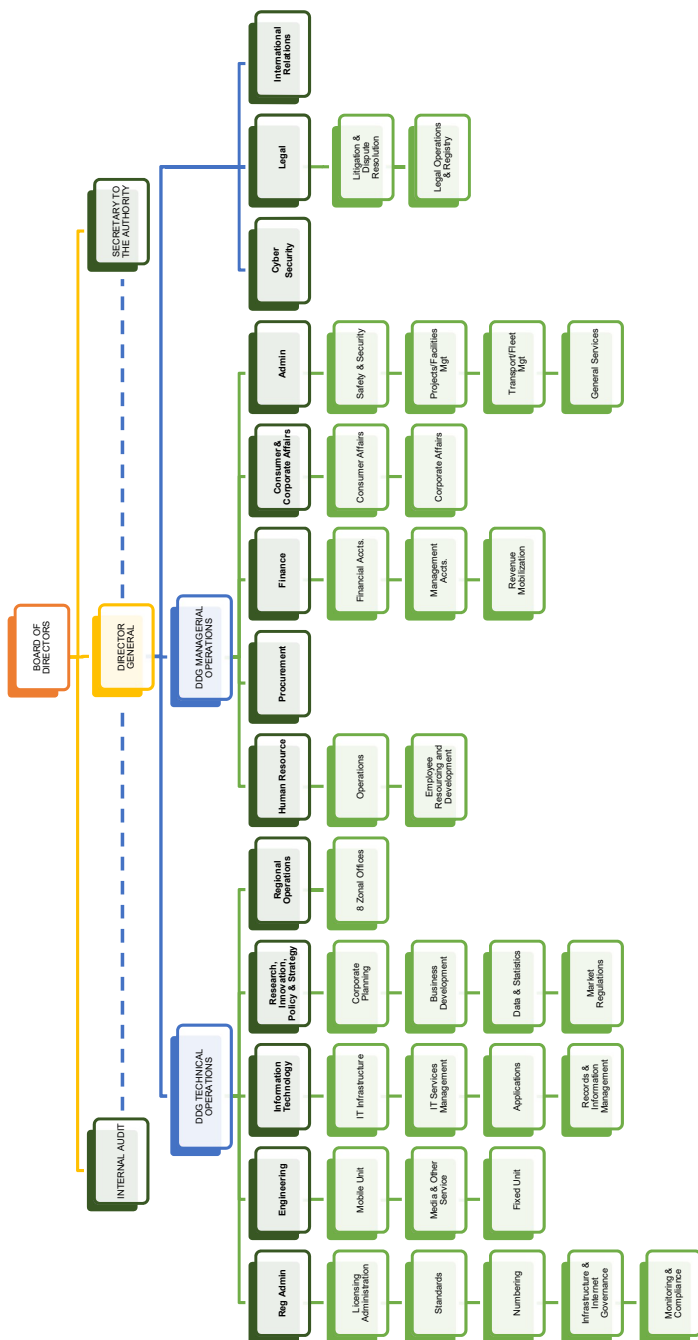 BOARD OF
DIRECTORS
INTERNAL AUDIT
DIRECTOR
GENERAL
SECRETARY TO
THE AUTHORITY
DDG TECHNICAL
OPERATIONS
DDG MANAGERIAL
OPERATIONS
Reg Admin
Licensing
Administration
Standards
Numbering
Infrastructure &
Internet
Governance
Monitoring &
Compliance
Engineering
Mobile Unit
Media & Other
Service
Fixed Unit
Information
Technology
IT Infrastructure
IT Services
Management
Applications
Records &
Information
Management
Research,
Innovation,
Policy & Strategy
Corporate
Planning
Business
Development
Data & Statistics
Market
Regulations
Regional
Operations
8 Zonal Offices
Human Resource
Operations
Employee
Resourcing and
Development
Procurement
Finance
Financial Accts.
Management
Accts.
Revenue
Mobilization
Consumer &
Corporate Affairs
Consumer Affairs
Corporate Affairs
Admin
Safety & Security
Projects/Facilities
Mgt
Transport/Fleet
Mgt
General Services
Cyber
Security
Legal
Litigation &
Dispute
Resolution
Legal Operations
& Registry
International
Relations